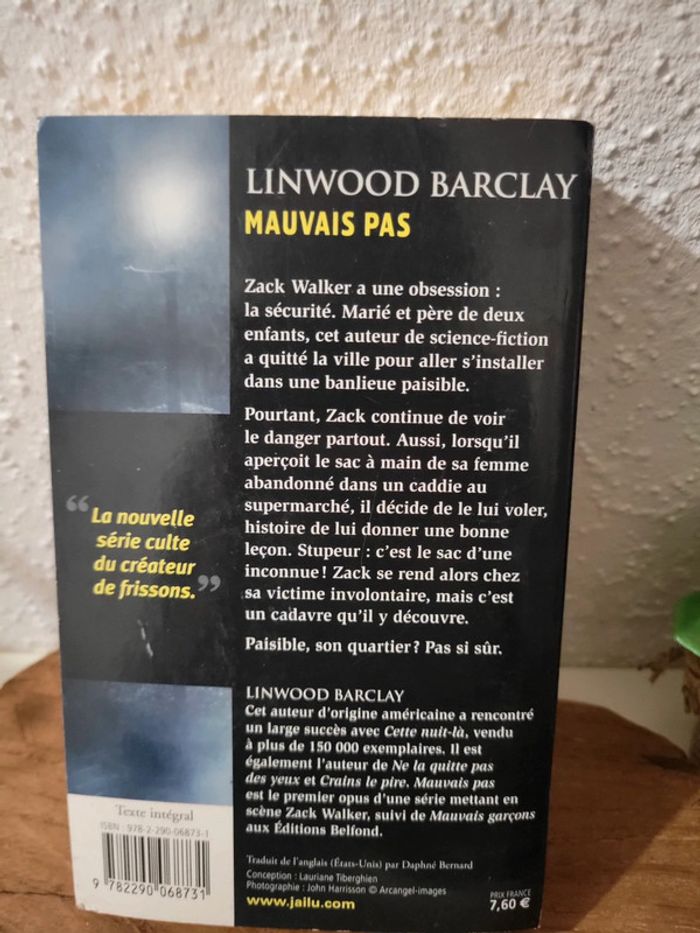 LINWOOD BARCLAY
MAUVAIS PAS
Zack Walker a une obsession :
la sécurité. Marié et père de deux
enfants, cet auteur de science-fiction
a quitté la ville pour aller s'installer
dans une banlieue paisible.
Pourtant, Zack continue de voir
le danger partout. Aussi, lorsqu'il
aperçoit le sac à main de sa femme
abandonné dans un caddie au
supermarché, il décide de le lui voler,
histoire de lui donner une bonne
leçon. Stupeur : c'est le sac d'une
inconnue ! Zack se rend alors chez
sa victime involontaire, mais c'est
un cadavre qu'il y découvre.
Paisible, son quartier ? Pas si sûr.
“ La nouvelle
série culte
du créateur
de frissons. ”
LINWOOD BARCLAY
Cet auteur d'origine américaine a rencontré
un large succès avec Cette nuit-là, vendu
à plus de 150 000 exemplaires. Il est
également l'auteur de Ne la quitte pas
des yeux et Crains le pire. Mauvais pas
est le premier opus d'une série mettant en
scène Zack Walker, suivi de Mauvais garçons
aux Éditions Belfond.
Texte intégral
ISBN : 978-2-290-06873-1
9 782290 068731
Traduit de l'anglais (États-Unis) par Daphné Bernard
Conception : Lauriane Tiberghien
Photographie : John Harrisson © Arcangel-images
www.jailu.com
PRIX FRANCE
7,60 €